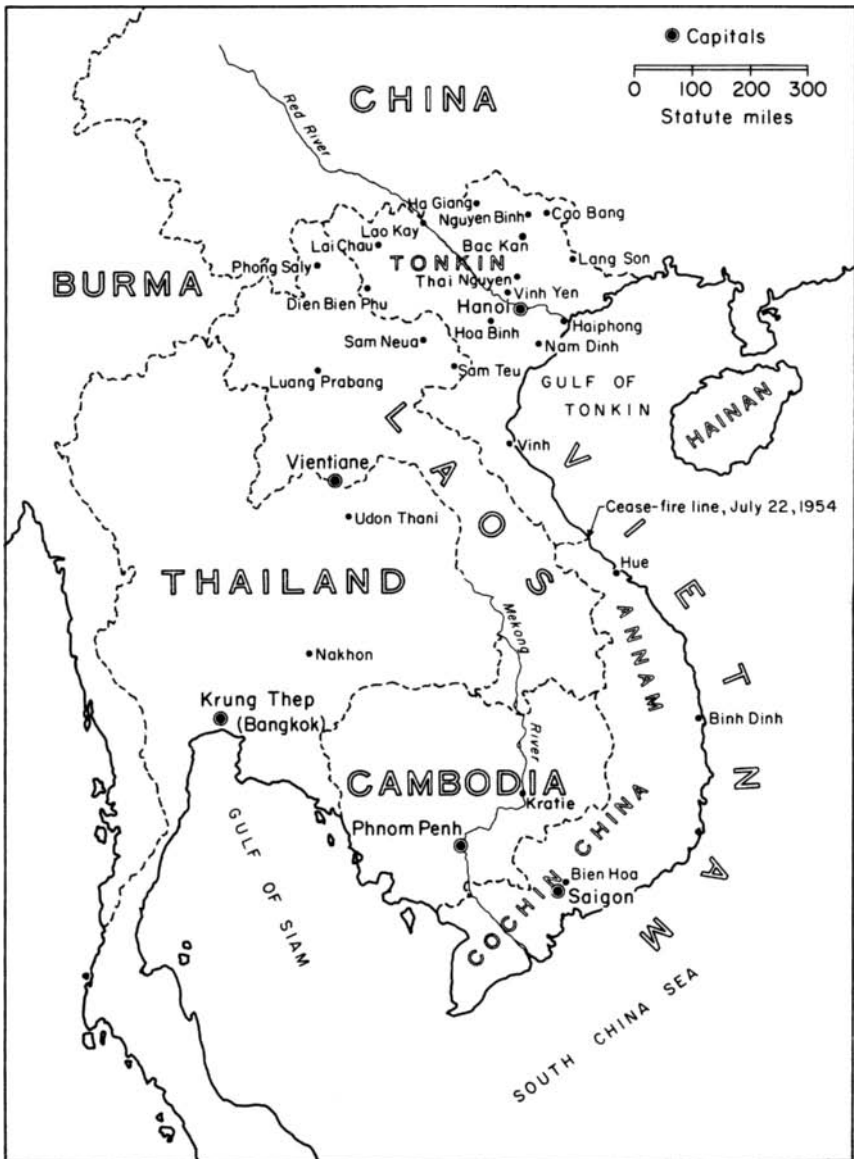 Capitals
0 100 200 300
Statute miles
CHINA
Red River
Ha Giang
Nguyen Binh
Cao Bang
Lao Kay
Bac Kan
Lai Chau
Lang Son
TONKIN
Phong Saly
Thai Nguyen
BURMA
Vinh Yen
Dien Bien Phu
Hanoi
Haiphong
Hoa Binh
Sam Neua
Nam Dinh
Luang Prabang
Sam Teu
GULF OF
TONKIN
HAINAN
LAOS
Vinh
VIETNAM
Vientiane
Cease-fire line, July 22, 1954
Udon Thani
Hue
THAILAND
Mekong
River
ANNAM
Nakhon
Krung Thep
(Bangkok)
Binh Dinh
CAMBODIA
Kratie
Phnom Penh
COCHIN CHINA
GULF OF SIAM
Bien Hoa
Saigon
SOUTH CHINA SEA